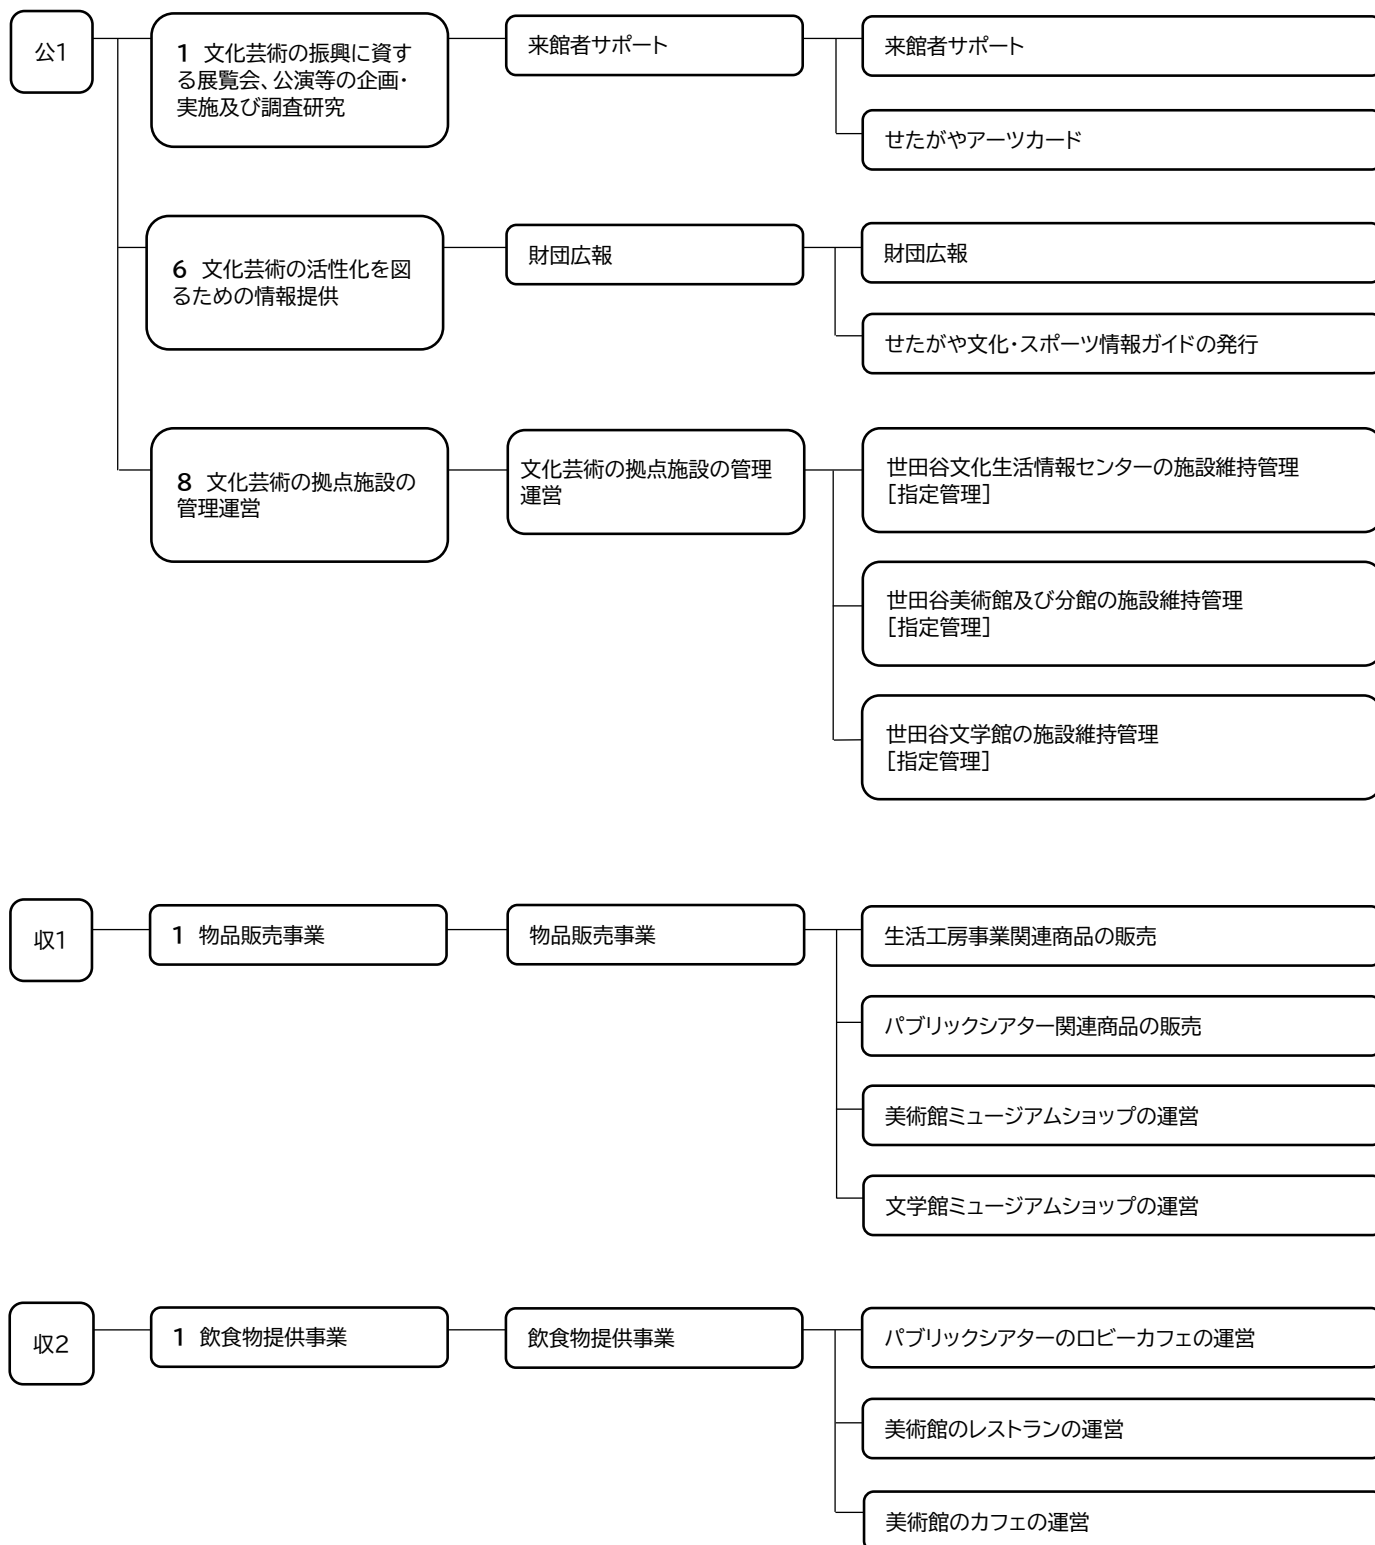 公1
1 文化芸術の振興に資す
る展覧会、公演等の企画・
実施及び調査研究
来館者サポート
来館者サポート
せたがやアーツカード
6 文化芸術の活性化を図
るための情報提供
財団広報
財団広報
せたがや文化・スポーツ情報ガイドの発行
8 文化芸術の拠点施設の
管理運営
文化芸術の拠点施設の管理
運営
世田谷文化生活情報センターの施設維持管理
[指定管理]
世田谷美術館及び分館の施設維持管理
[指定管理]
世田谷文学館の施設維持管理
[指定管理]
収1
1 物品販売事業
物品販売事業
生活工房事業関連商品の販売
パブリックシアター関連商品の販売
美術館ミュージアムショップの運営
文学館ミュージアムショップの運営
収2
1 飲食物提供事業
飲食物提供事業
パブリックシアターのロビーカフェの運営
美術館のレストランの運営
美術館のカフェの運営